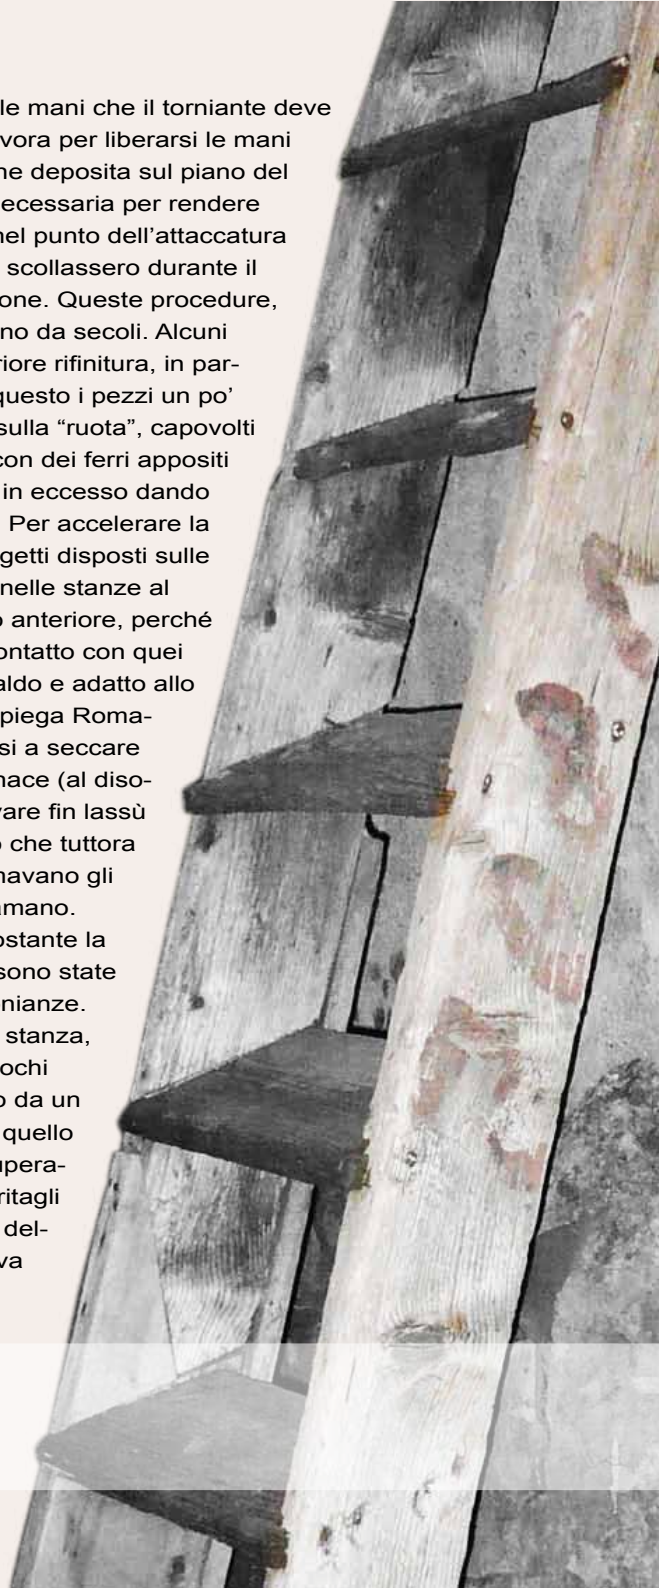 le mani che il torniante deve
vora per liberarsi le mani
ne deposita sul piano del
ecessaria per rendere
nel punto dell’attaccatura
scollassero durante il
one. Queste procedure,
no da secoli. Alcuni
riore rifinitura, in par-
questo i pezzi un po’
sulla “ruota”, capovolti
con dei ferri appositi
in eccesso dando
Per accelerare la
getti disposti sulle
nelle stanze al
o anteriore, perché
ontatto con quei
aldo e adatto allo
piega Roma-
si a seccare
nace (al diso-
vare fin lassù
o che tuttora
navano gli
amano.
ostante la
sono state
nianze.
stanza,
ochi
o da un
quello
upera-
ritagli
del-
va